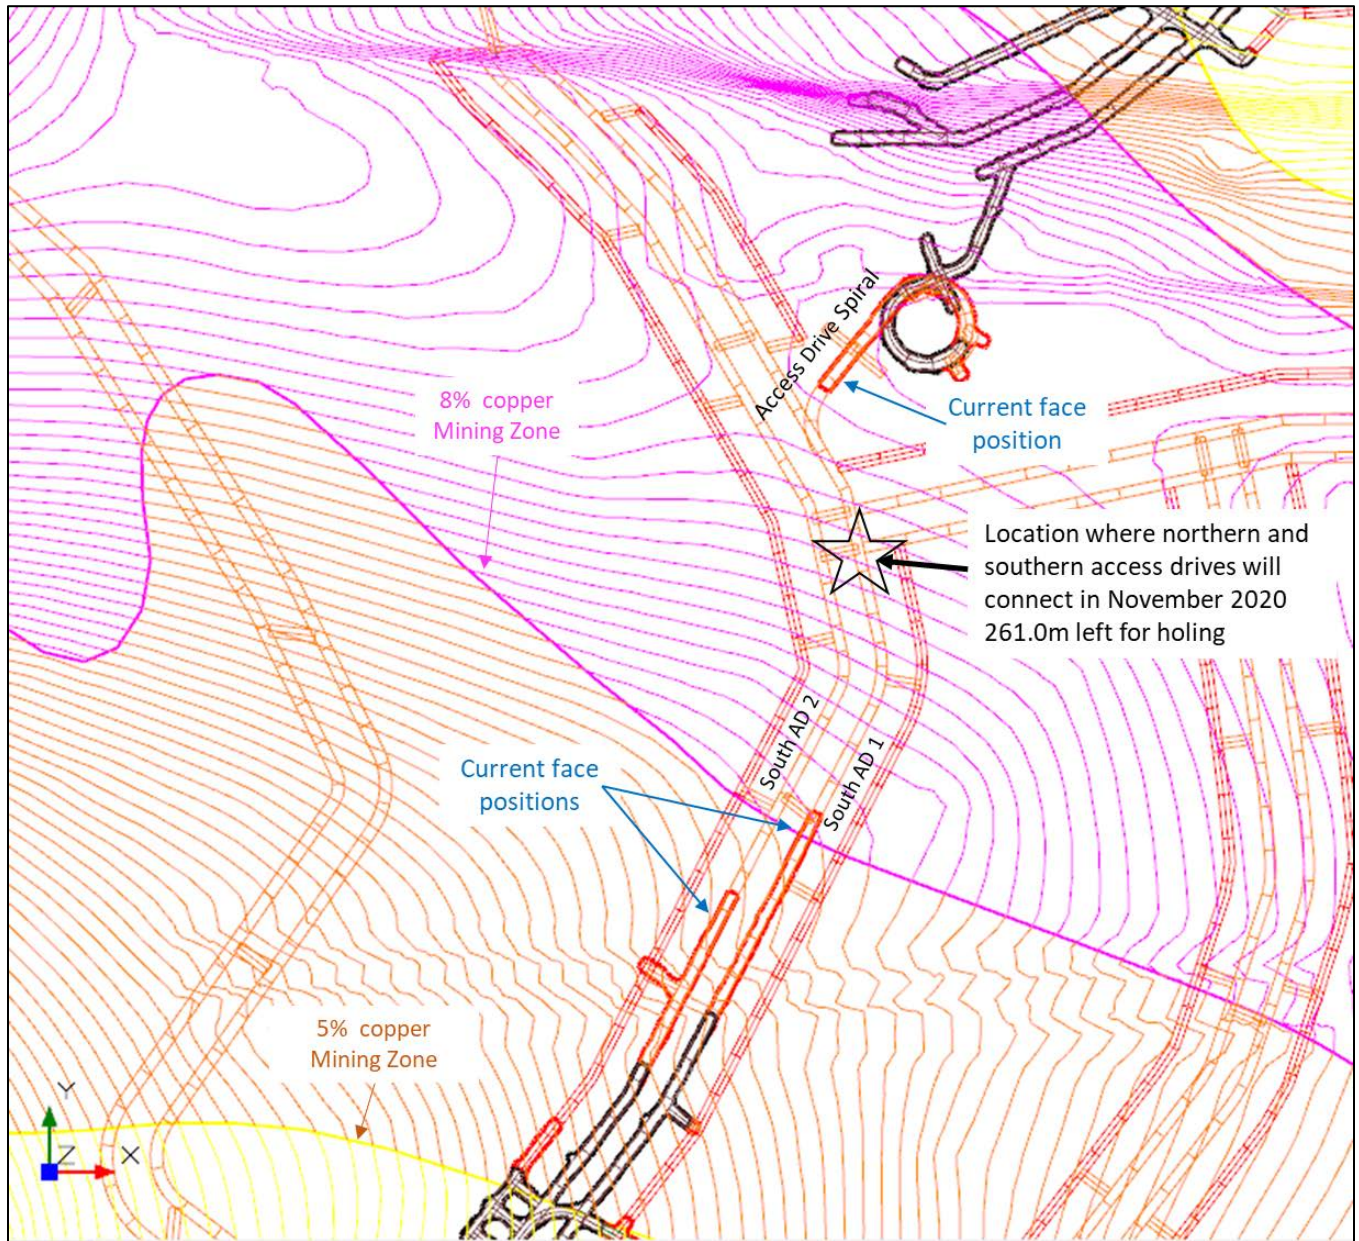 Access Drive Spiral
8% copper
Mining Zone
Current face
position
Location where northern and
southern access drives will
connect in November 2020
261.0m left for holing
South AD 2
South AD 1
Current face
positions
5% copper
Mining Zone
Y
Z
X